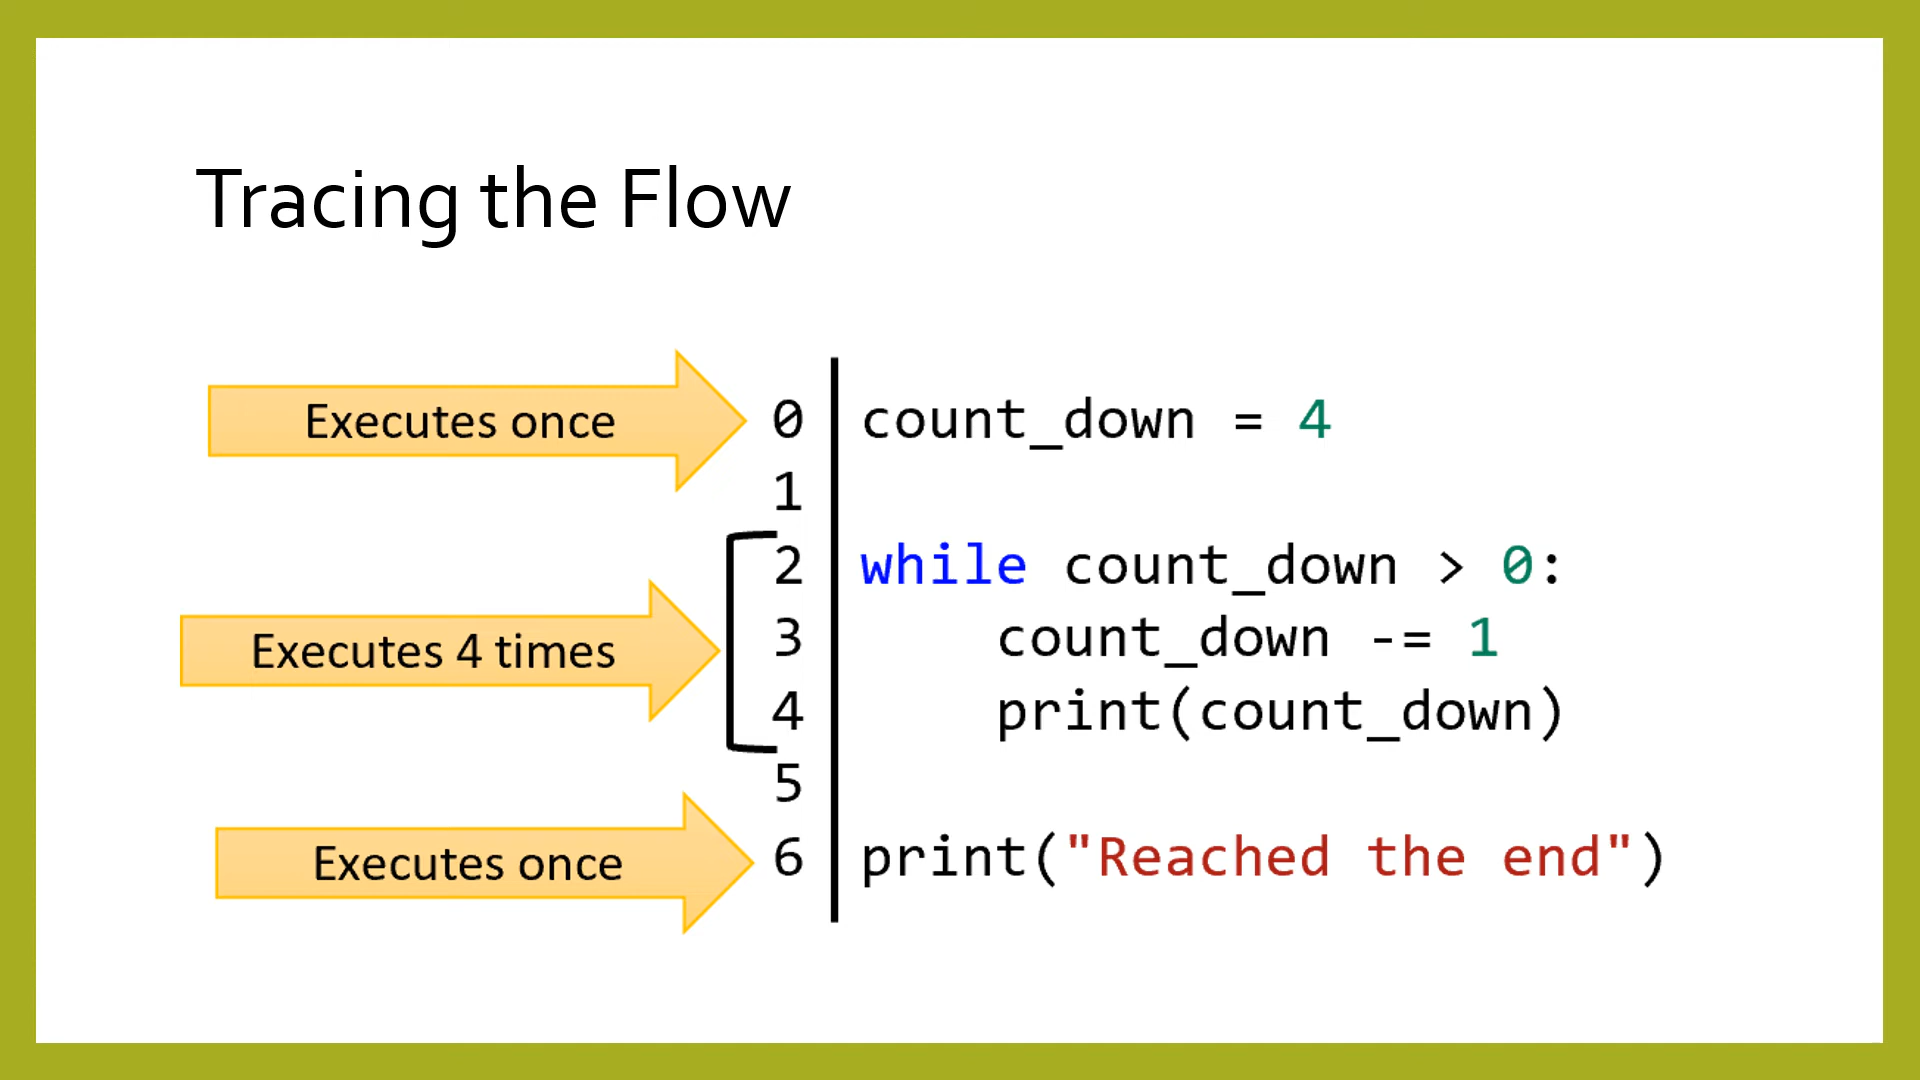 Tracing the Flow
Executes once
0 count_down = 4
1
2 while count_down > 0:
Executes 4 times
3     count_down -= 1
4     print(count_down)
5
Executes once
6 print("Reached the end")